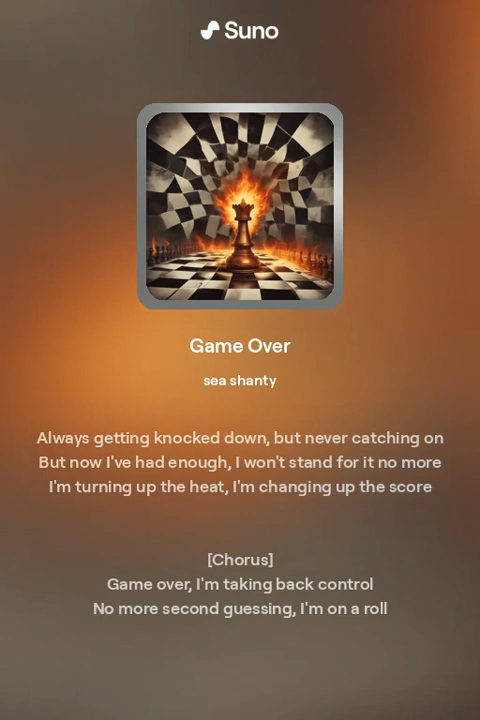 Suno
Game Over
sea shanty
Always getting knocked down, but never catching on
But now I've had enough, I won't stand for it no more
I'm turning up the heat, I'm changing up the score
[Chorus]
Game over, I'm taking back control
No more second guessing, I'm on a roll